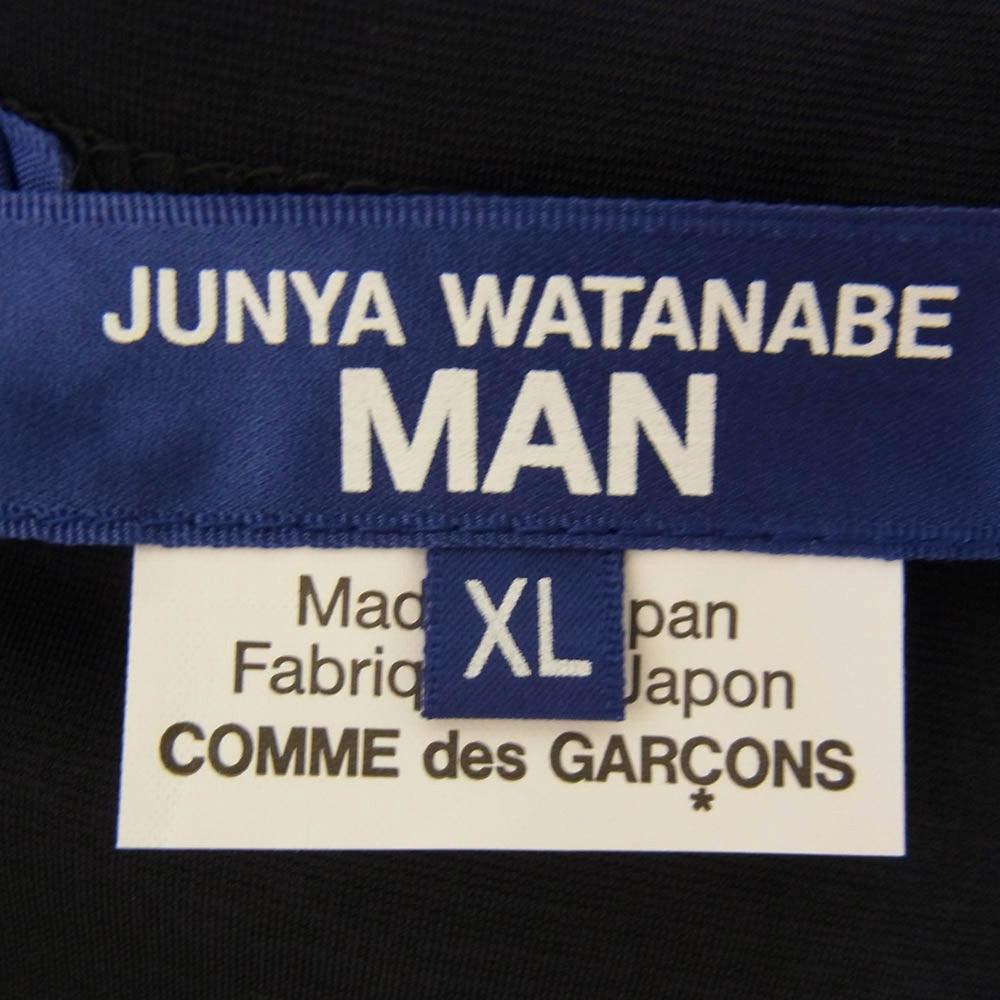 JUNYA WATANABE
MAN
XL
Mad pan
Fabriq Japon
COMME des GARÇONS
*